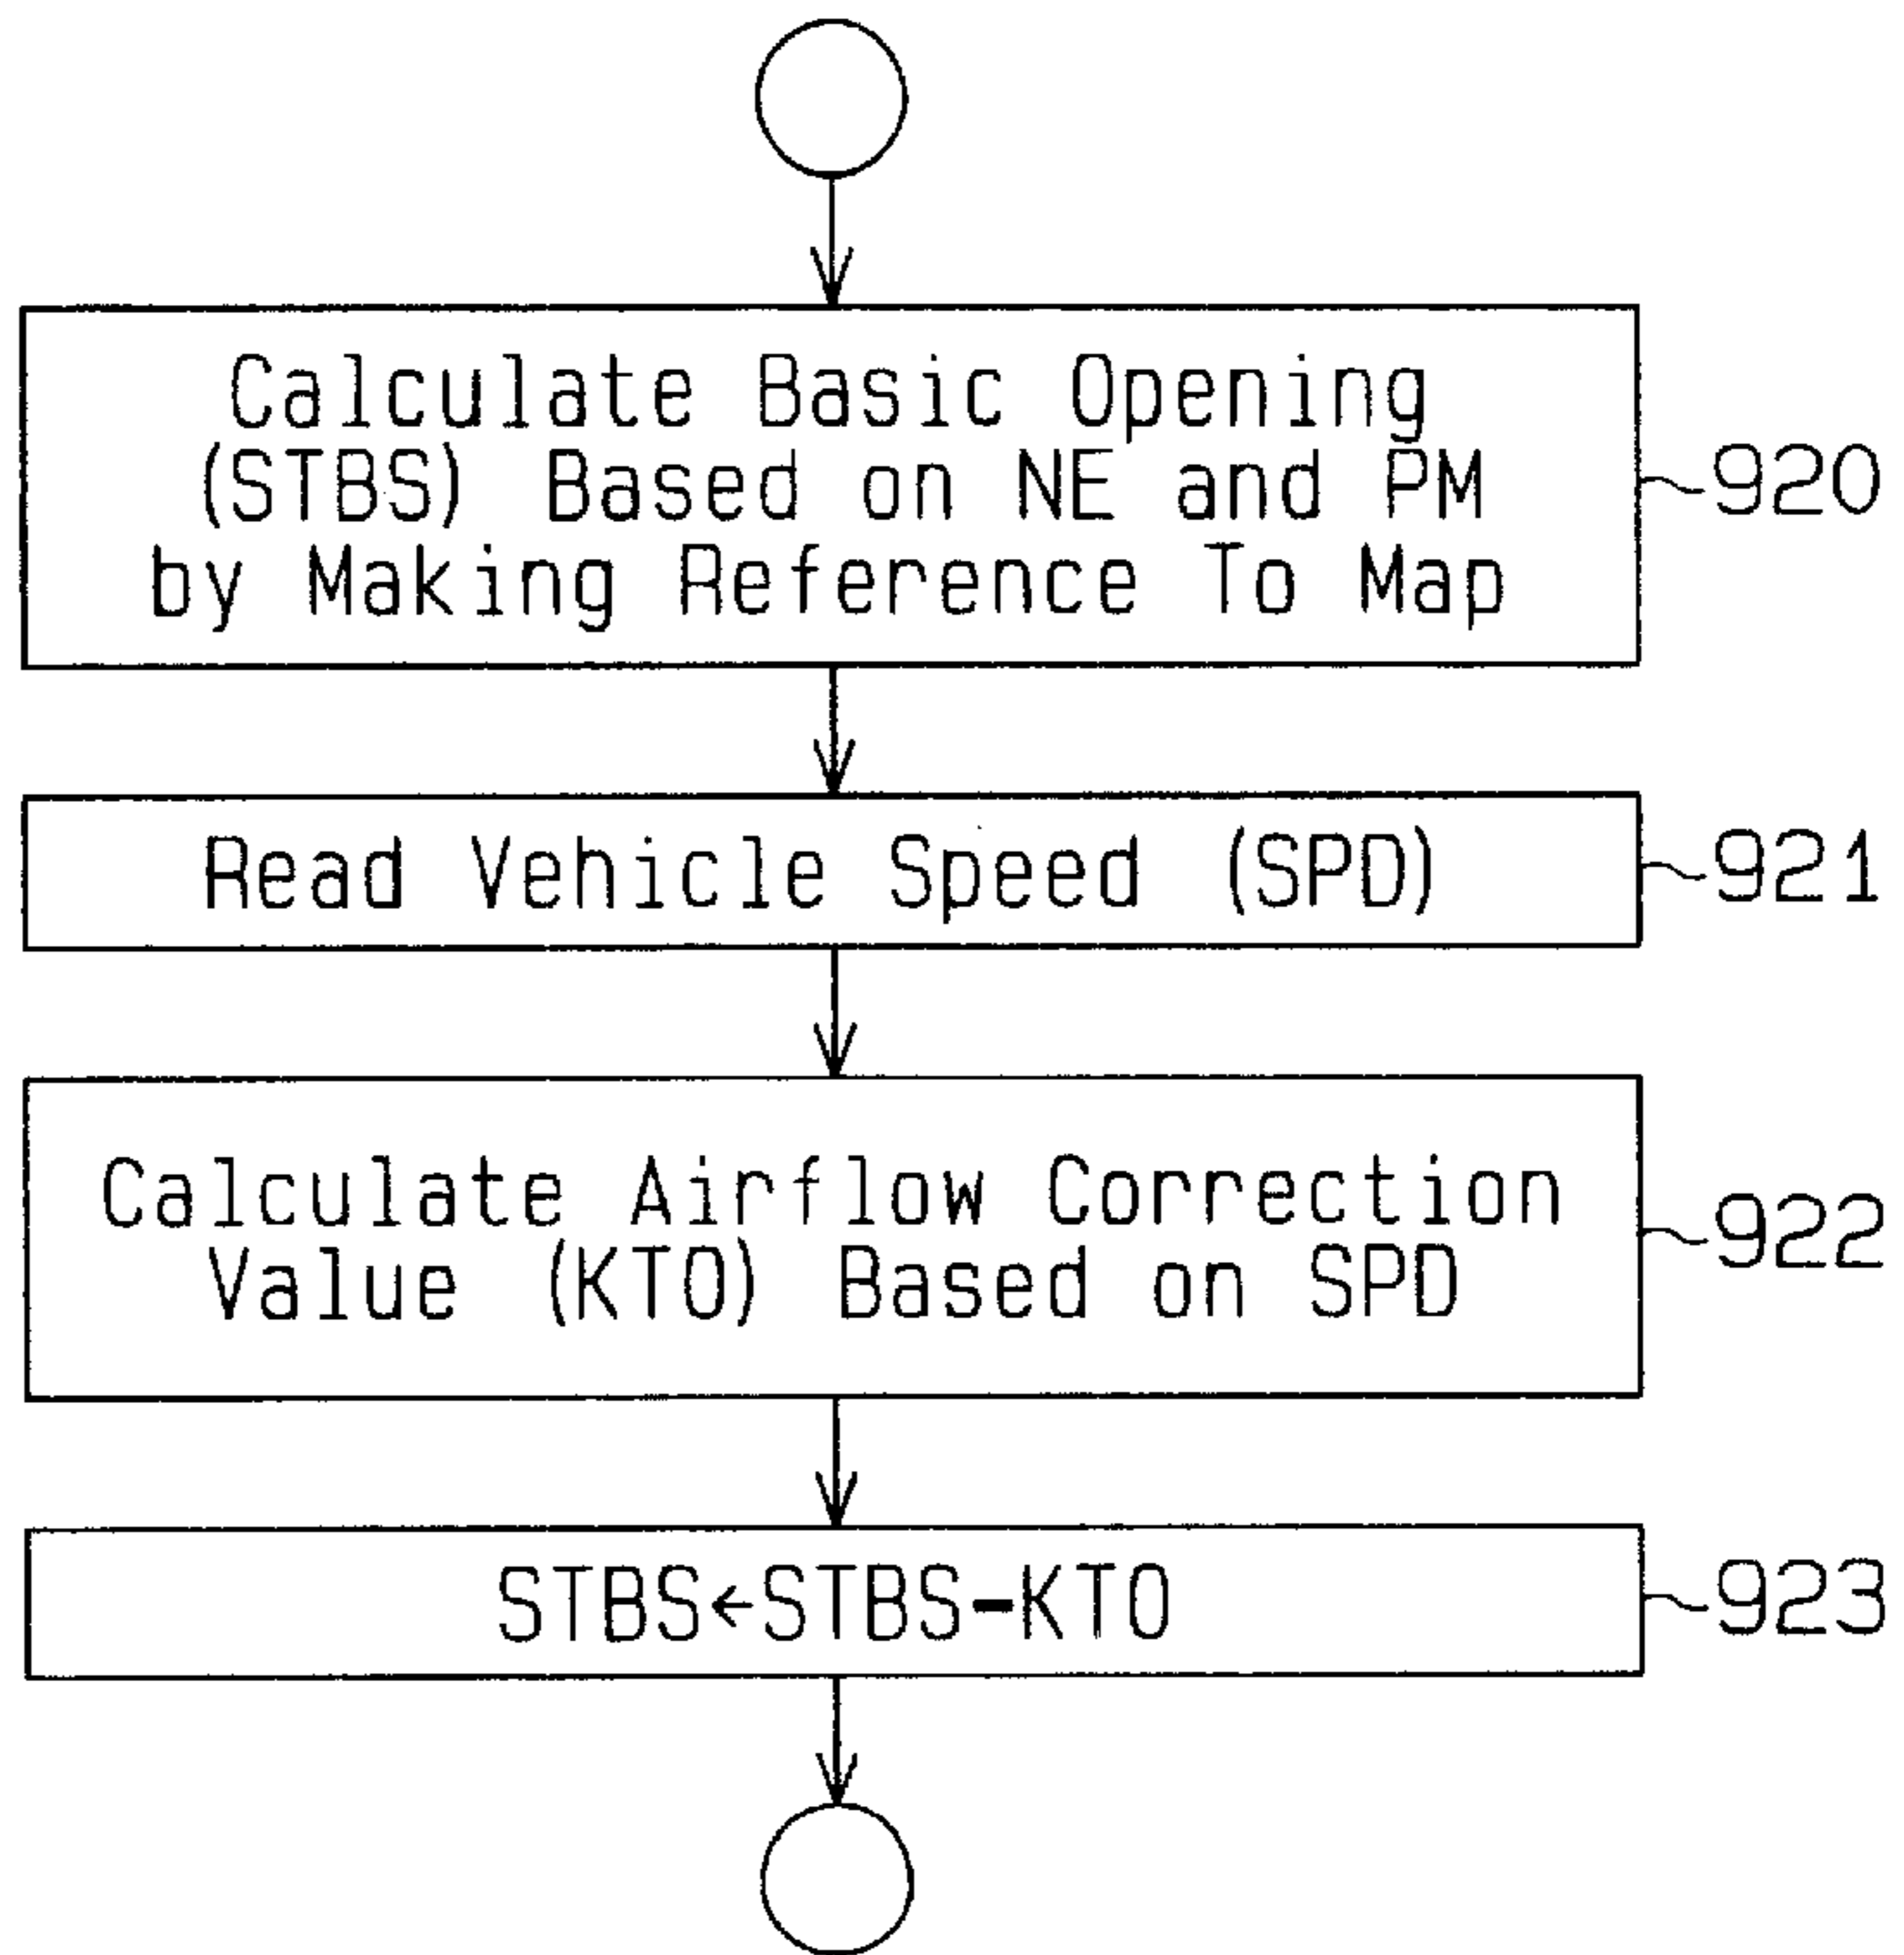 Calculate Basic Opening
(STBS) Based on NE and PM
by Making Reference To Map
920
Read Vehicle Speed (SPD)
921
Calculate Airflow Correction
Value (KTO) Based on SPD
922
STBS←STBS-KTO
923